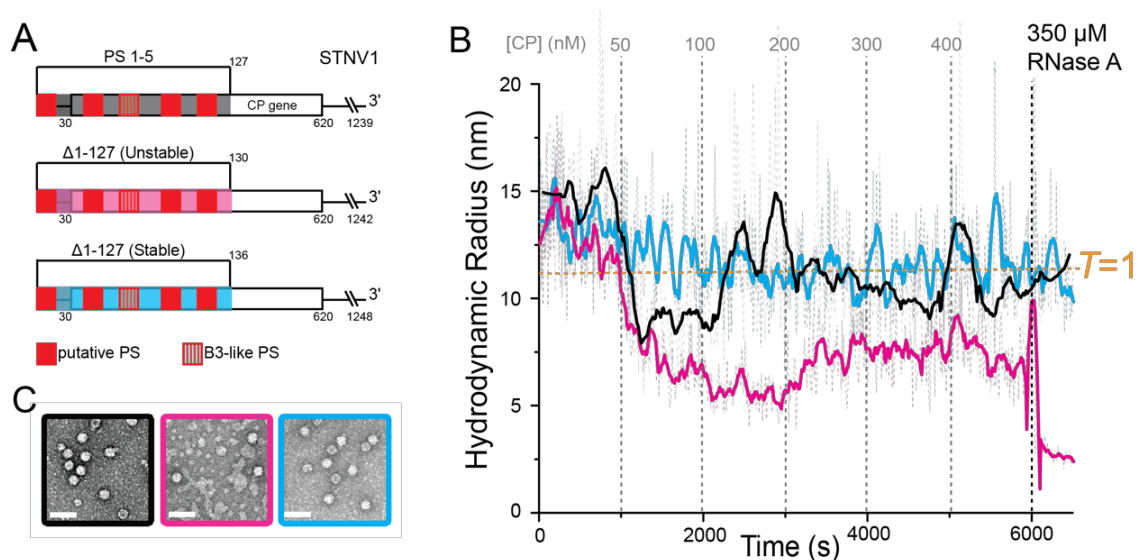 A
PS 1-5
127
STNV1
CP gene
3'
30
620
1239
Δ1-127 (Unstable)
130
3'
30
620
1242
Δ1-127 (Stable)
136
3'
30
620
1248
putative PS
B3-like PS
C
B
[CP] (nM)
50
100
200
300
400
350 µM
RNase A
Hydrodynamic Radius (nm)
20
15
10
5
0
T=1
0
2000
4000
6000
Time (s)